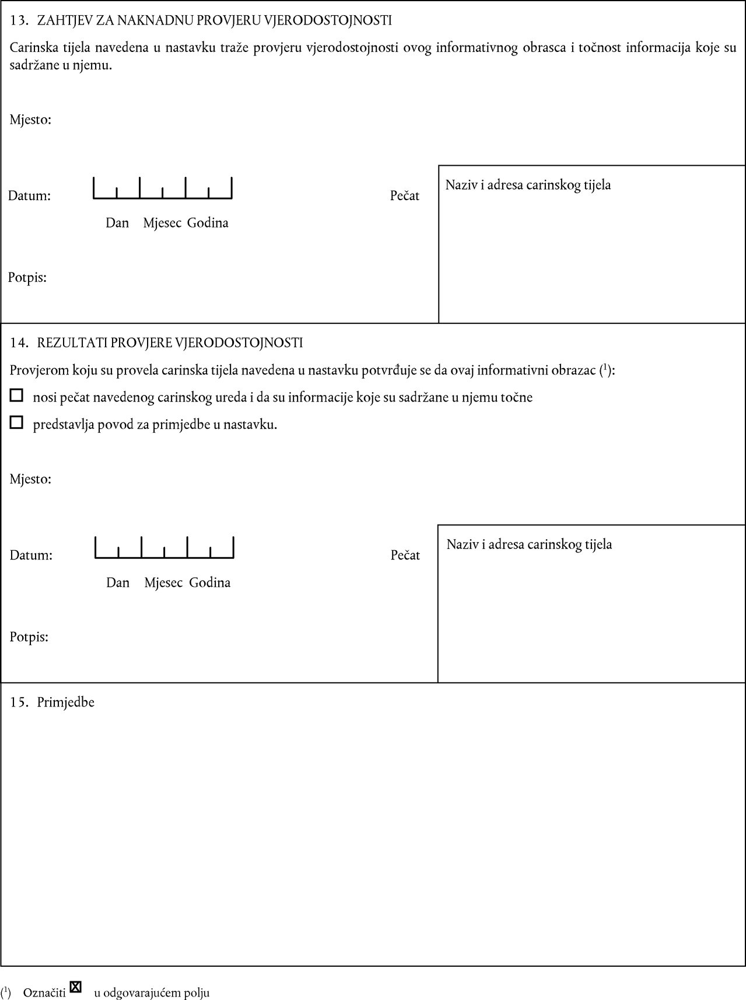 13. ZAHTJEV ZA NAKNADNU PROVJERU VJERODOSTOJNOSTI
Carinska tijela navedena u nastavku traže provjeru vjerodostojnosti ovog informativnog obrasca i točnost informacija koje su
sadržane u njemu.
Mjesto:
Naziv i adresa carinskog tijela
Datum:
Pečat
Dan Mjesec Godina
Potpis:
14. REZULTATI PROVJERE VJERODOSTOJNOSTI
Provjerom koju su provela carinska tijela navedena u nastavku potvrđuje se da ovaj informativni obrazac (¹):
nosi pečat navedenog carinskog ureda i da su informacije koje su sadržane u njemu točne
predstavlja povod za primjedbe u nastavku.
Mjesto:
Naziv i adresa carinskog tijela
Datum:
Pečat
Dan Mjesec Godina
Potpis:
15. Primjedbe
(¹) Označiti ☒ u odgovarajućem polju